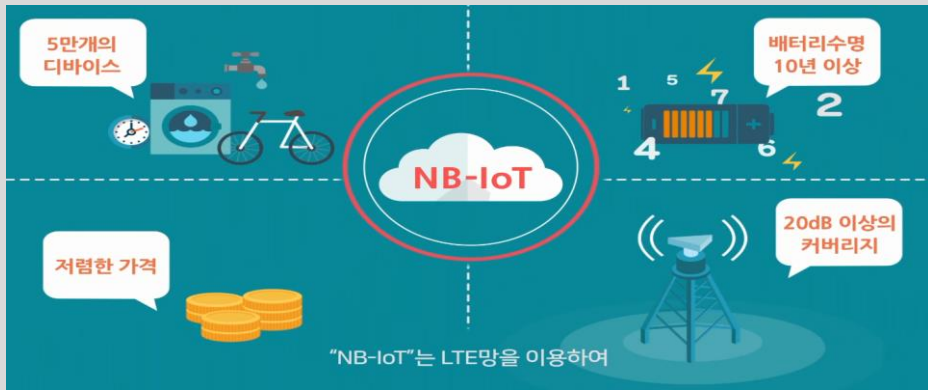 5만개의
디바이스
배터리수명
10년 이상
1
5
7
2
4
6
NB-IoT
저렴한 가격
20dB 이상의
커버리지
"NB-IoT"는 LTE망을 이용하여